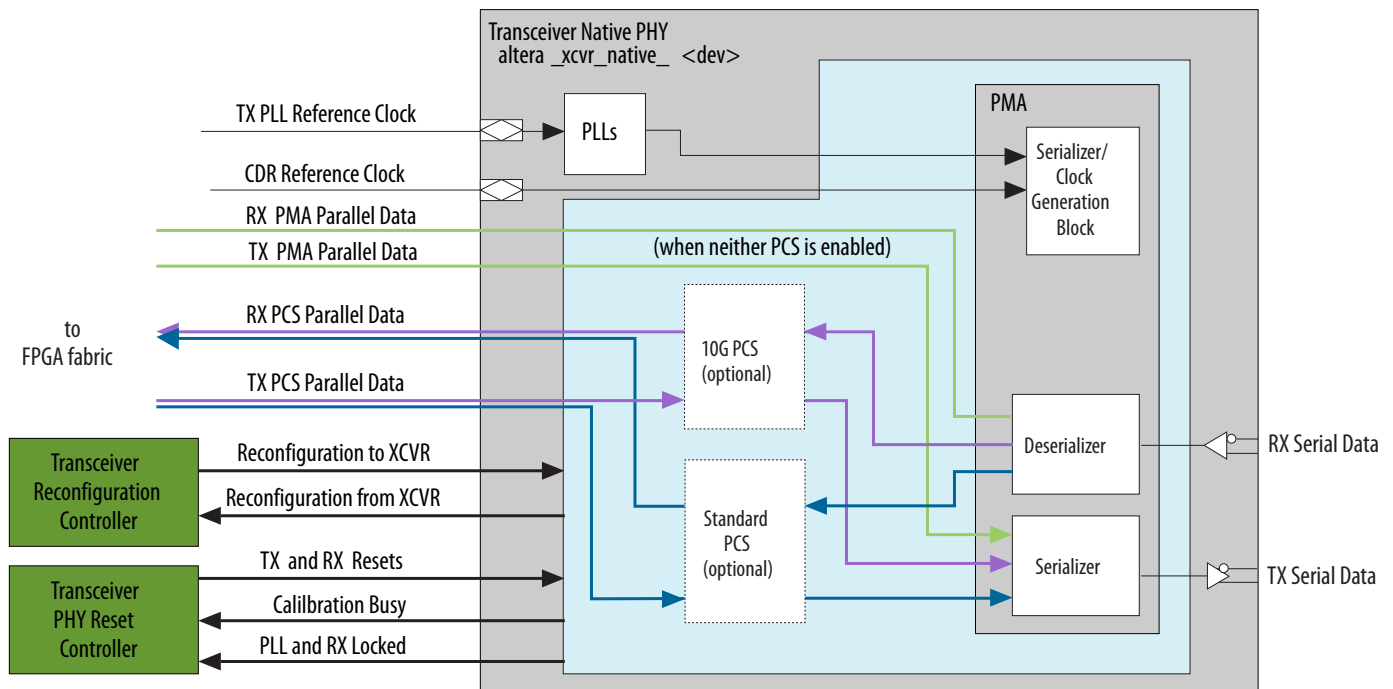 Transceiver Native PHY
altera _xcvr_native_ <dev>
TX PLL Reference Clock
PLLs
PMA
Serializer/
Clock
Generation
Block
CDR Reference Clock
RX PMA Parallel Data
TX PMA Parallel Data
(when neither PCS is enabled)
to
FPGA fabric
RX PCS Parallel Data
TX PCS Parallel Data
10G PCS
(optional)
Deserializer
RX Serial Data
Transceiver
Reconfiguration
Controller
Reconfiguration to XCVR
Reconfiguration from XCVR
Standard
PCS
(optional)
Serializer
TX Serial Data
Transceiver
PHY Reset
Controller
TX and RX Resets
Calilbration Busy
PLL and RX Locked